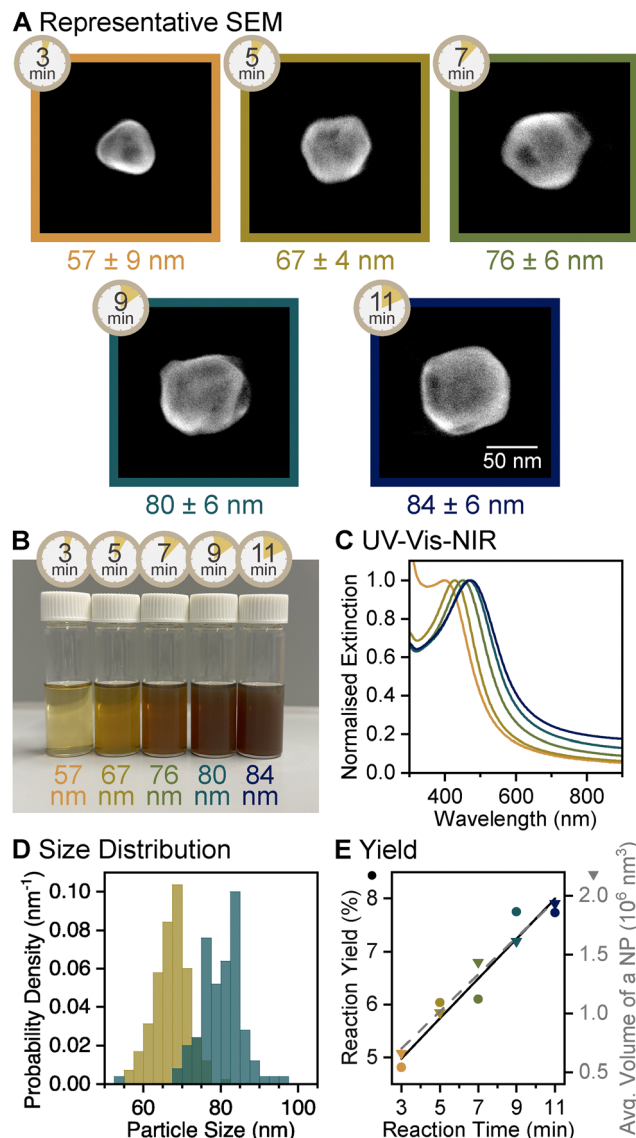 A Representative SEM
3 min
5 min
7 min
57 ± 9 nm
67 ± 4 nm
76 ± 6 nm
9 min
11 min
50 nm
80 ± 6 nm
84 ± 6 nm
B
3 min
5 min
7 min
9 min
11 min
57 nm
67 nm
76 nm
80 nm
84 nm
C UV-Vis-NIR
Normalised Extinction
1.0
0.8
0.6
0.4
0.2
0.0
400
600
800
Wavelength (nm)
D Size Distribution
Probability Density (nm⁻¹)
0.10
0.08
0.06
0.04
0.02
0.00
60
80
100
Particle Size (nm)
E Yield
Reaction Yield (%)
8
7
6
5
2.0
1.5
1.0
0.5
Avg. Volume of a NP (10⁶ nm³)
3
5
7
9
11
Reaction Time (min)